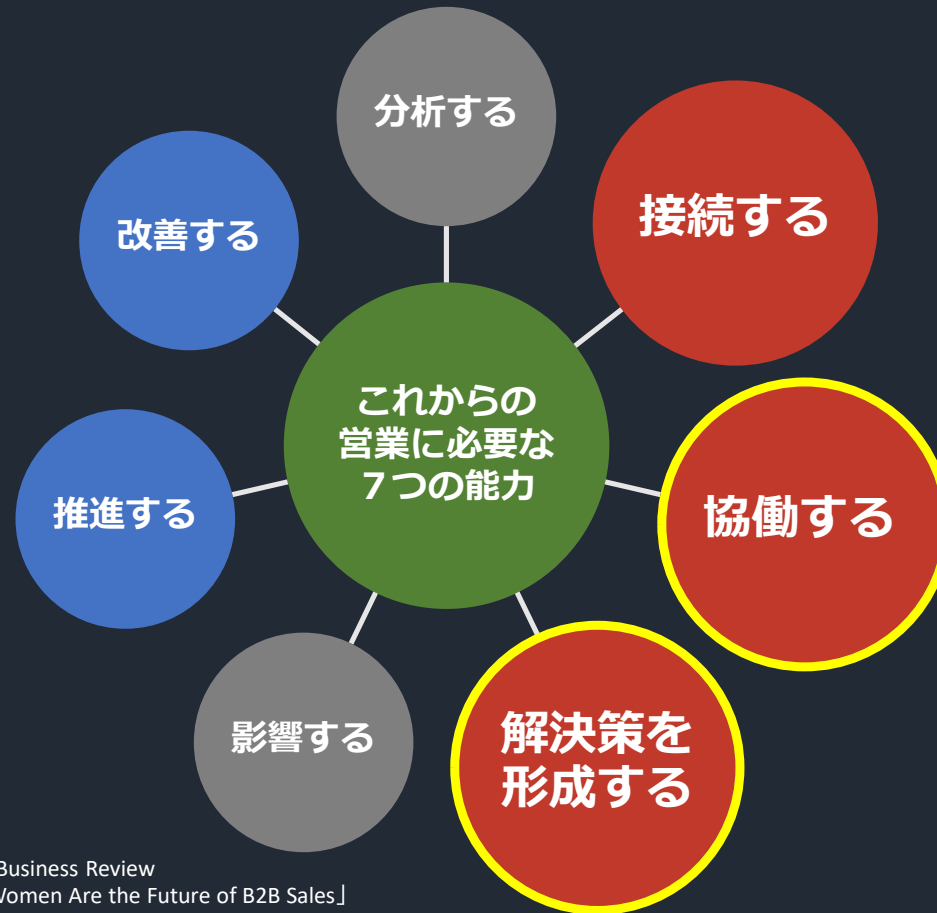 分析する
接続する
改善する
これからの
営業に必要な
７つの能力
協働する
推進する
解決策を
形成する
影響する
Business Review
Women Are the Future of B2B Sales」